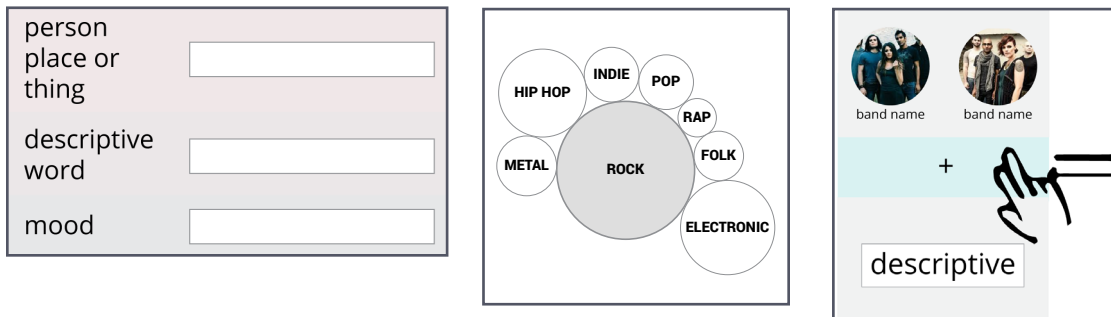 person
place or
thing
descriptive
word
mood
INDIE
POP
HIP HOP
RAP
METAL
ROCK
FOLK
ELECTRONIC
band name band name
+
descriptive